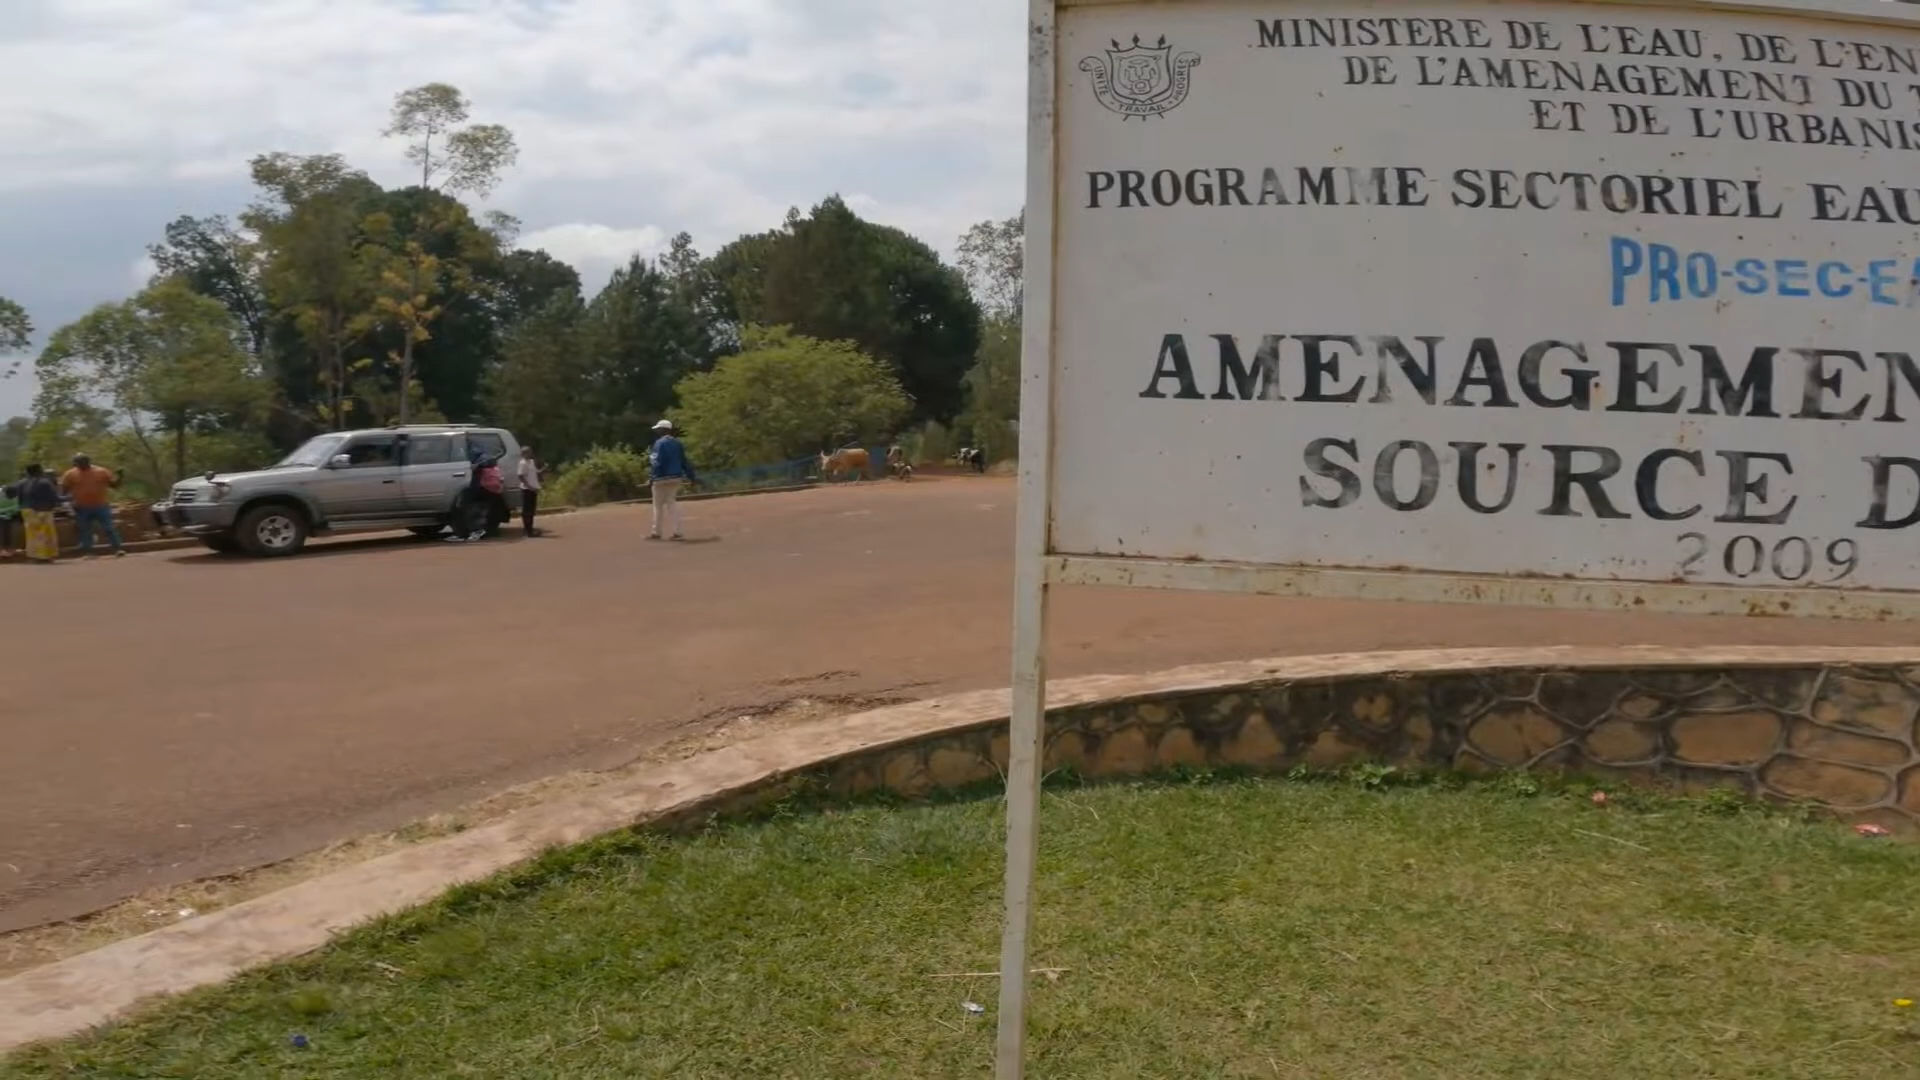 MINISTERE DE L'EAU, DE L'EN
DE L'AMENAGEMENT DU T
ET DE L'URBANIS
UNITE TRAVAIL PROGRES
PROGRAMME SECTORIEL EAU
PRO-SEC-EA
AMENAGEMEN
SOURCE D
2009